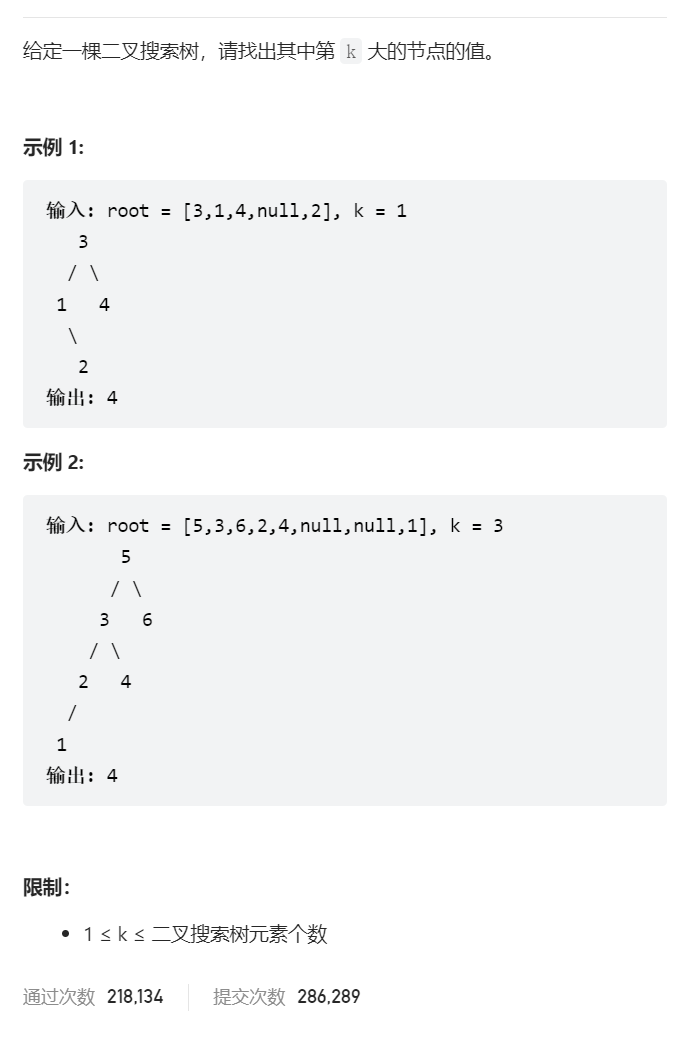 给定一棵二叉搜索树，请找出其中第 k 大的节点的值。
示例 1:
输入: root = [3,1,4,null,2], k = 1
   3
  / \
 1   4
  \
   2
输出: 4
示例 2:
输入: root = [5,3,6,2,4,null,null,1], k = 3
       5
      / \
     3   6
    / \
   2   4
  /
 1
输出: 4
限制：
• 1 ≤ k ≤ 二叉搜索树元素个数
通过次数 218,134 提交次数 286,289